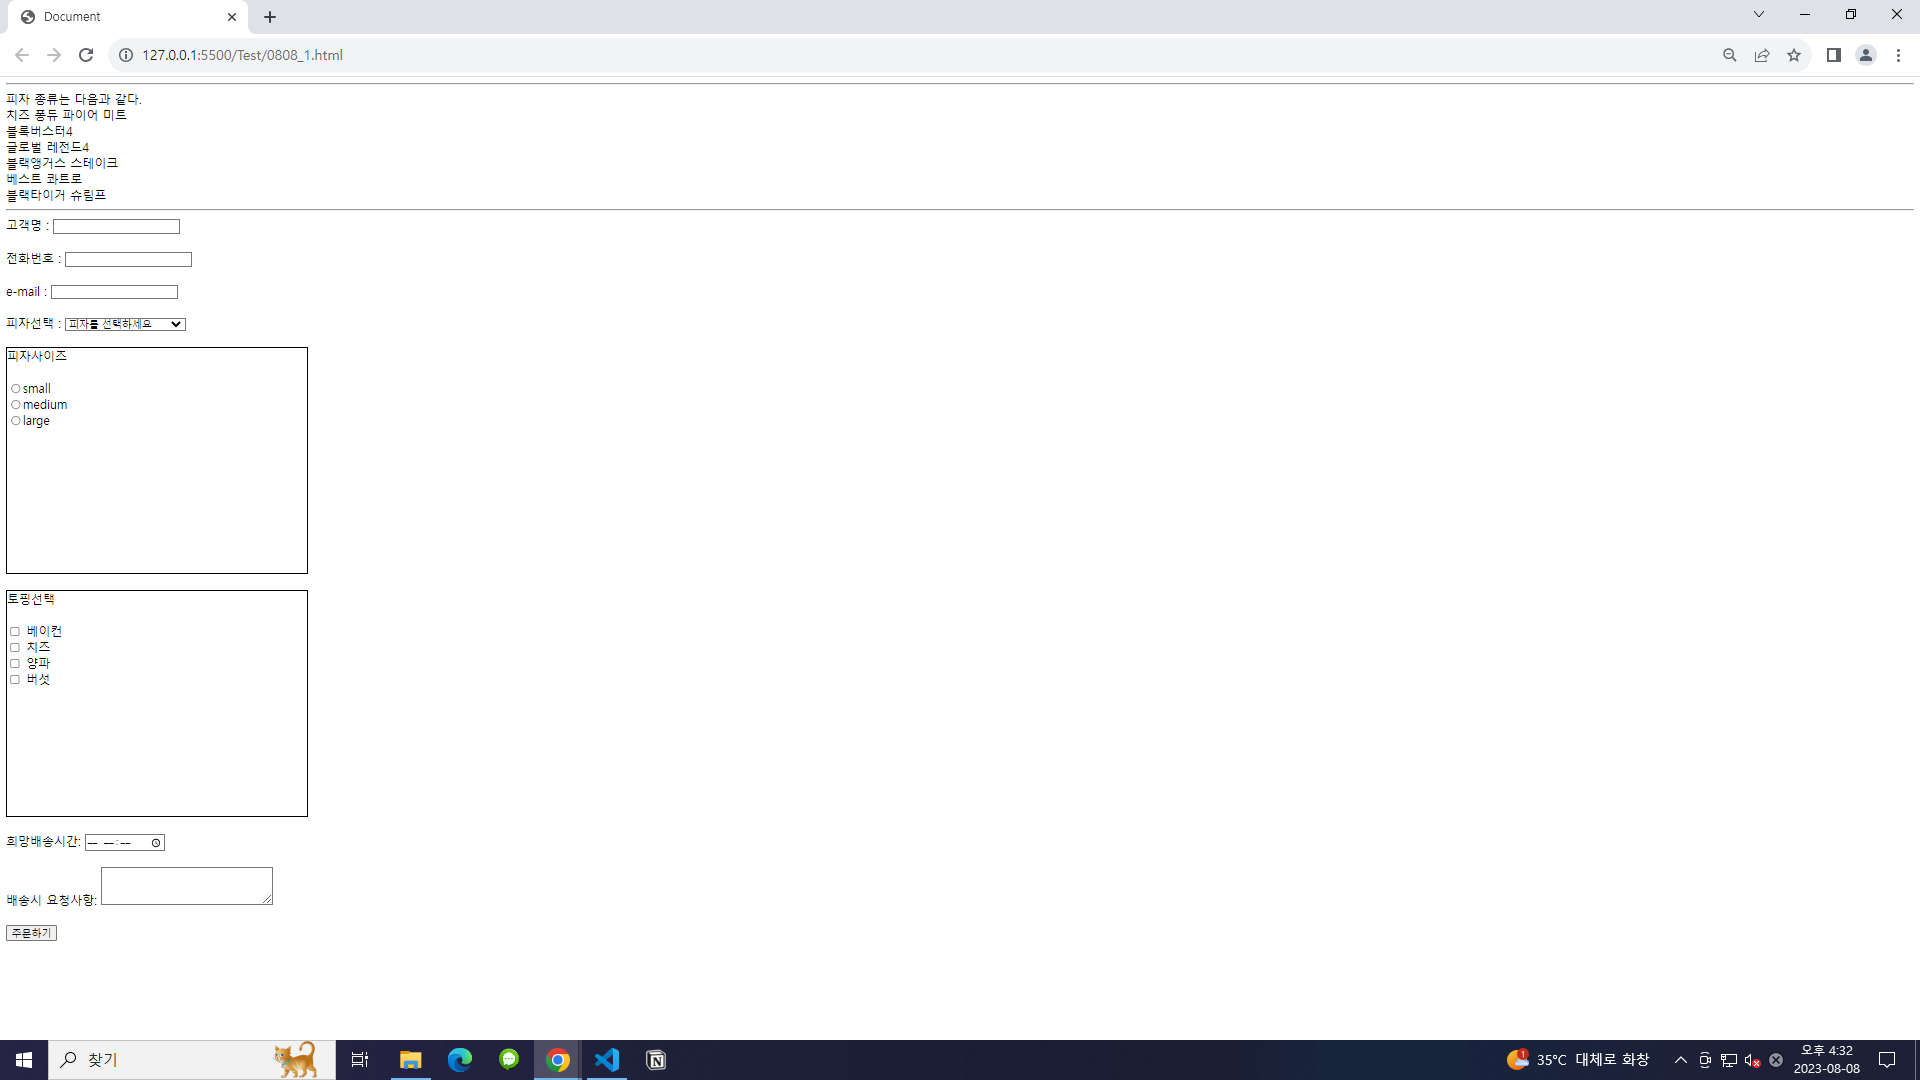 Document
127.0.0.1:5500/Test/0808_1.html
피자 종류는 다음과 같다.
치즈 퐁듀 파이어 미트
블록버스터4
글로벌 레전드4
블랙앵거스 스테이크
베스트 콰트로
블랙타이거 슈림프
고객명 :
전화번호 :
e-mail :
피자선택 : 피자를 선택하세요
피자사이즈
small
medium
large
토핑선택
베이컨
치즈
양파
버섯
희망배송시간: -- --:--
배송시 요청사항:
주문하기
찾기
1
35°C 대체로 화창
오후 4:32
2023-08-08